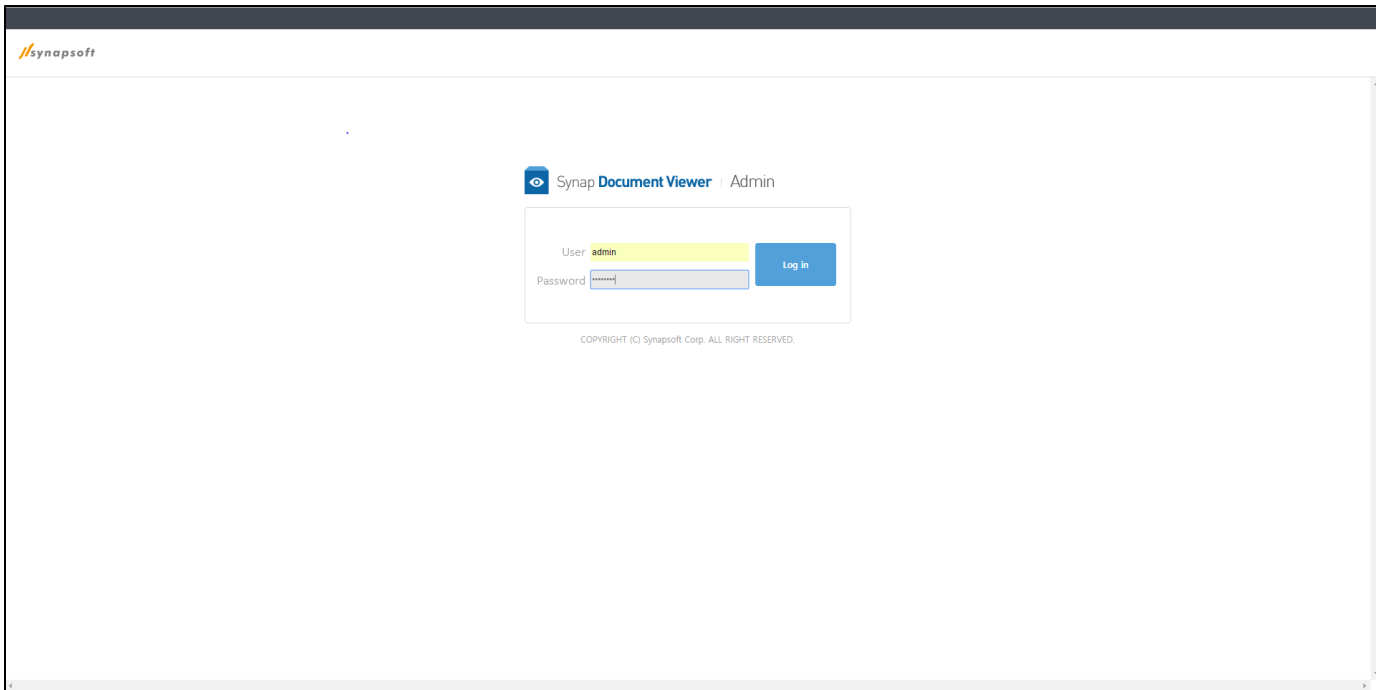 synapsoft
Synap Document Viewer | Admin
User admin
Password ••••••••
Log in
COPYRIGHT (C) Synapsoft Corp. ALL RIGHT RESERVED.